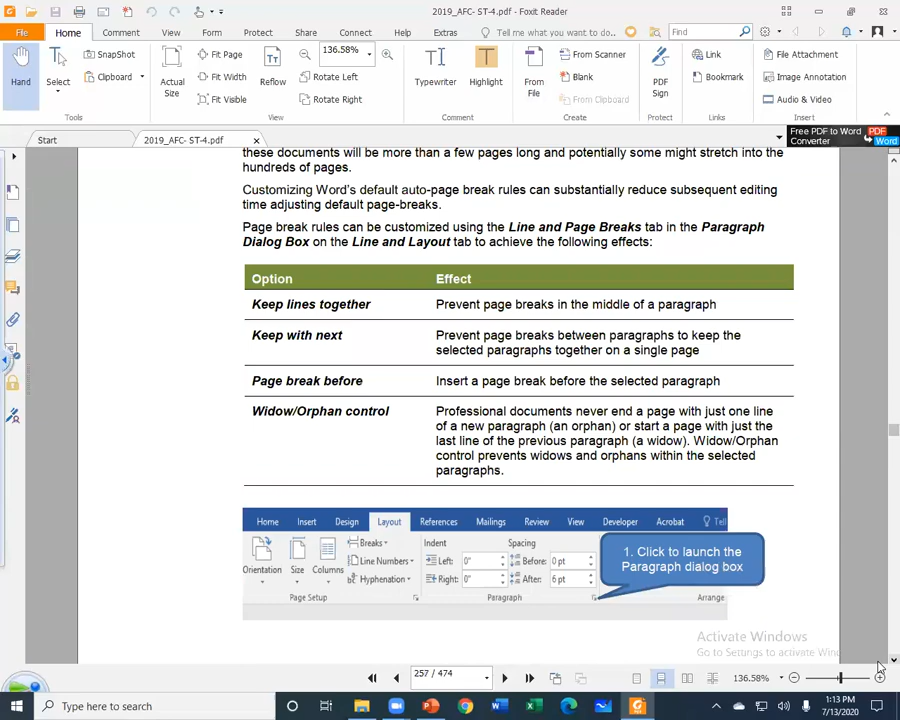 2019_AFC- ST-4.pdf - Foxit Reader
File Home Comment View Form Protect Share Connect Help Extras Tell me what you want to do... Find
Hand Select SnapShot Clipboard Tools
Actual Size Fit Page Fit Width Fit Visible Reflow 136.58% Rotate Left Rotate Right View
Typewriter Highlight Comment
From File From Scanner Blank From Clipboard Create
PDF Sign Protect
Link Bookmark Links
File Attachment Image Annotation Audio & Video Insert
Start 2019_AFC- ST-4.pdf
Free PDF to Word Converter PDF Word
these documents will be more than a few pages long and potentially some might stretch into the
hundreds of pages.
Customizing Word's default auto-page break rules can substantially reduce subsequent editing
time adjusting default page-breaks.
Page break rules can be customized using the Line and Page Breaks tab in the Paragraph
Dialog Box on the Line and Layout tab to achieve the following effects:
Option Effect
Keep lines together Prevent page breaks in the middle of a paragraph
Keep with next Prevent page breaks between paragraphs to keep the
selected paragraphs together on a single page
Page break before Insert a page break before the selected paragraph
Widow/Orphan control Professional documents never end a page with just one line
of a new paragraph (an orphan) or start a page with just the
last line of the previous paragraph (a widow). Widow/Orphan
control prevents widows and orphans within the selected
paragraphs.
Home Insert Design Layout References Mailings Review View Developer Acrobat Tell
Orientation Size Columns Breaks Line Numbers Hyphenation Page Setup
Indent Left: 0" Right: 0" Spacing Before: 0 pt After: 6 pt Paragraph
1. Click to launch the
Paragraph dialog box
Arrange
Activate Windows
Go to Settings to activate Wind
257 / 474 136.58%
Type here to search
1:13 PM
7/13/2020